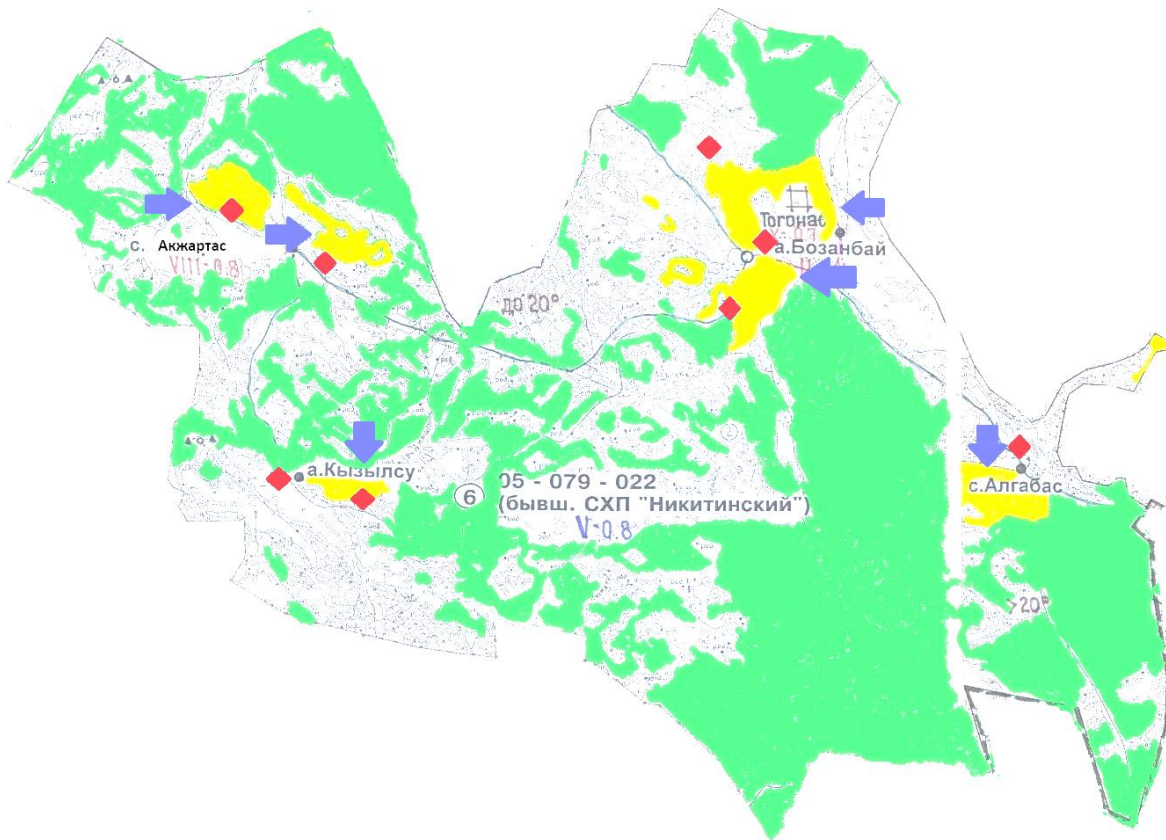 Тогонас
а.Бозанбай
с. Акжартас
VIII-0.8
до 20°
а.Кызылсу
6
05 - 079 - 022
(бывш. СХП "Никитинский")
V-0.8
с.Алгабас
>20°